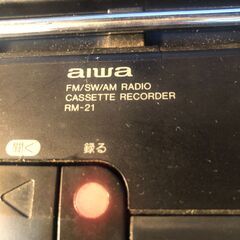 aiwa
FM/SW/AM RADIO
CASSETTE RECORDER
RM-21
開く 録る